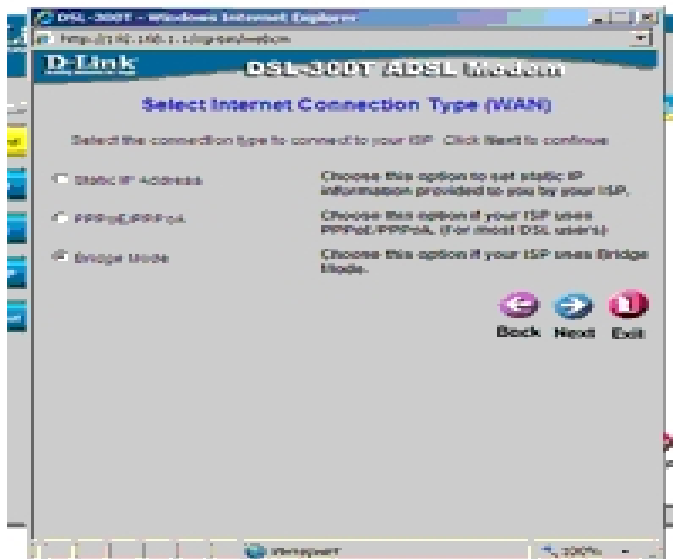 DSL-300T - Windows Internet Explorer
D-Link
DSL-300T ADSL Modem
Select Internet Connection Type (WAN)
Select the connection type to connect to your ISP. Click Next to continue
Static IP Address
Choose this option to set static IP
information provided to you by your ISP.
PPPoE/PPPoA
Choose this option if your ISP uses
PPPoE/PPPoA. (For most DSL users)
Bridge Mode
Choose this option if your ISP uses Bridge
Mode.
Back Next Exit
Интернет
100%